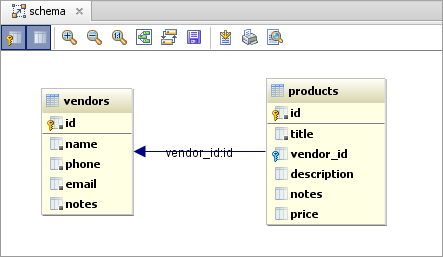 schema
vendors
id
name
phone
email
notes
vendor_id:id
products
id
title
vendor_id
description
notes
price